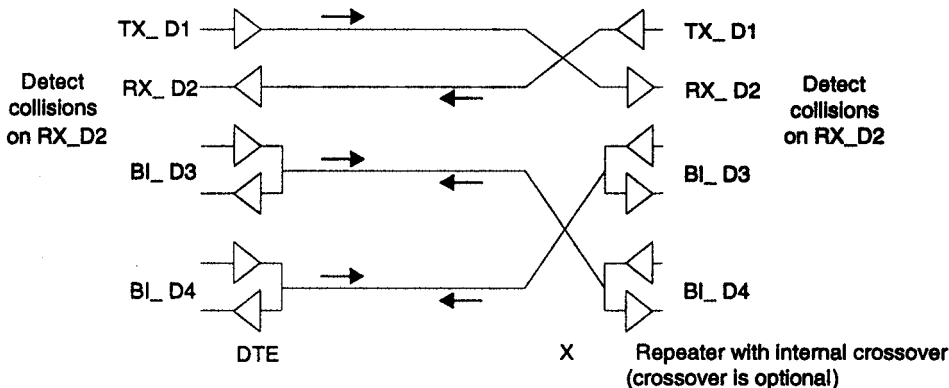 TX_ D1
TX_ D1
Detect
collisions
on RX_D2
RX_ D2
RX_ D2
Detect
collisions
on RX_D2
BI_ D3
BI_ D3
BI_ D4
BI_ D4
DTE
X
Repeater with internal crossover
(crossover is optional)